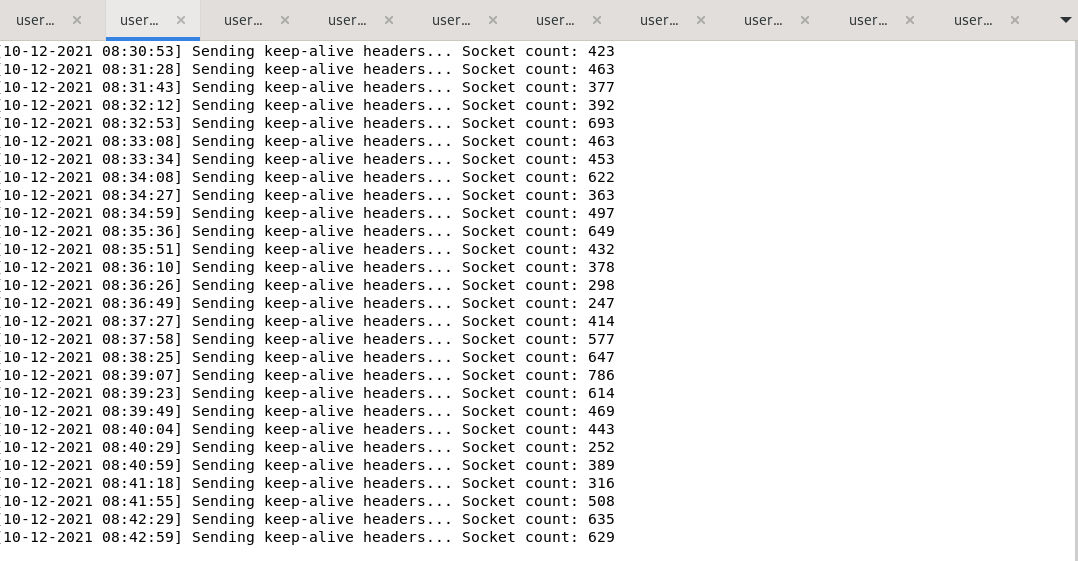 user... × user... × user... × user... × user... × user... × user... × user... × user... × user... ×
[10-12-2021 08:30:53] Sending keep-alive headers... Socket count: 423
[10-12-2021 08:31:28] Sending keep-alive headers... Socket count: 463
[10-12-2021 08:31:43] Sending keep-alive headers... Socket count: 377
[10-12-2021 08:32:12] Sending keep-alive headers... Socket count: 392
[10-12-2021 08:32:53] Sending keep-alive headers... Socket count: 693
[10-12-2021 08:33:08] Sending keep-alive headers... Socket count: 463
[10-12-2021 08:33:34] Sending keep-alive headers... Socket count: 453
[10-12-2021 08:34:08] Sending keep-alive headers... Socket count: 622
[10-12-2021 08:34:27] Sending keep-alive headers... Socket count: 363
[10-12-2021 08:34:59] Sending keep-alive headers... Socket count: 497
[10-12-2021 08:35:36] Sending keep-alive headers... Socket count: 649
[10-12-2021 08:35:51] Sending keep-alive headers... Socket count: 432
[10-12-2021 08:36:10] Sending keep-alive headers... Socket count: 378
[10-12-2021 08:36:26] Sending keep-alive headers... Socket count: 298
[10-12-2021 08:36:49] Sending keep-alive headers... Socket count: 247
[10-12-2021 08:37:27] Sending keep-alive headers... Socket count: 414
[10-12-2021 08:37:58] Sending keep-alive headers... Socket count: 577
[10-12-2021 08:38:25] Sending keep-alive headers... Socket count: 647
[10-12-2021 08:39:07] Sending keep-alive headers... Socket count: 786
[10-12-2021 08:39:23] Sending keep-alive headers... Socket count: 614
[10-12-2021 08:39:49] Sending keep-alive headers... Socket count: 469
[10-12-2021 08:40:04] Sending keep-alive headers... Socket count: 443
[10-12-2021 08:40:29] Sending keep-alive headers... Socket count: 252
[10-12-2021 08:40:59] Sending keep-alive headers... Socket count: 389
[10-12-2021 08:41:18] Sending keep-alive headers... Socket count: 316
[10-12-2021 08:41:55] Sending keep-alive headers... Socket count: 508
[10-12-2021 08:42:29] Sending keep-alive headers... Socket count: 635
[10-12-2021 08:42:59] Sending keep-alive headers... Socket count: 629